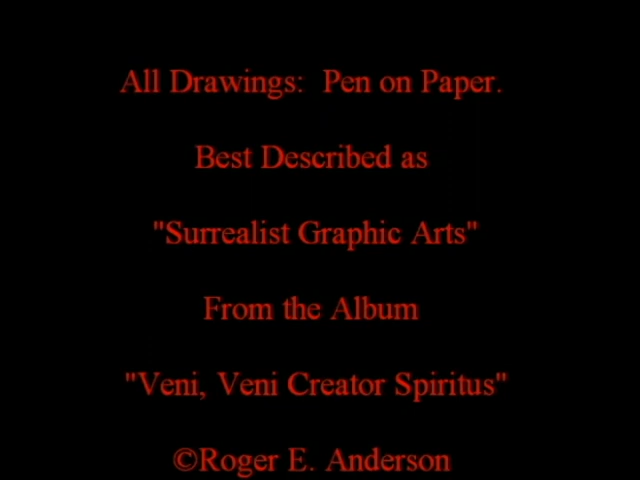 All Drawings:  Pen on Paper.
Best Described as
"Surrealist Graphic Arts"
From the Album
"Veni, Veni Creator Spiritus"
©Roger E. Anderson